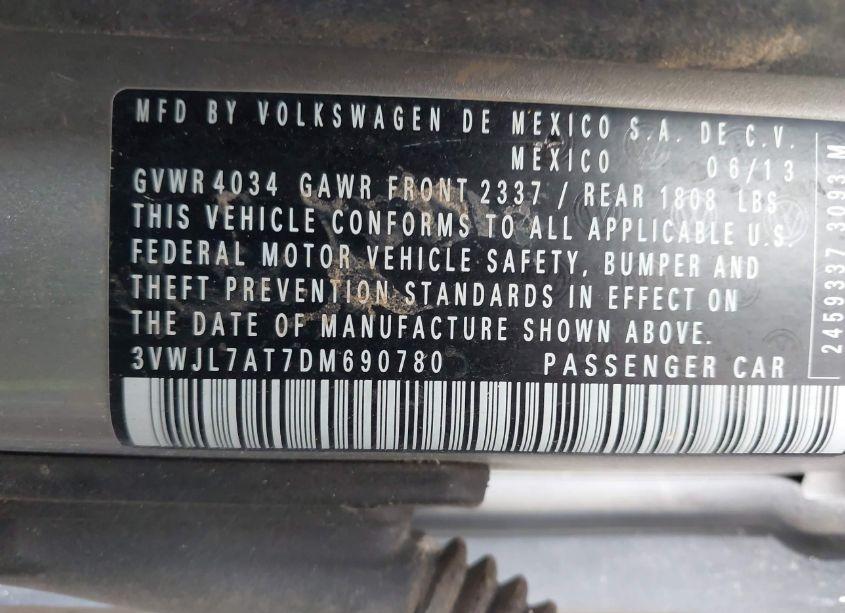 MFD BY VOLKSWAGEN DE MEXICO S.A. DE C.V.
MEXICO 06/13
GVWR 4034 GAWR FRONT 2337 / REAR 1808 LBS
THIS VEHICLE CONFORMS TO ALL APPLICABLE U.S.
FEDERAL MOTOR VEHICLE SAFETY, BUMPER AND
THEFT PREVENTION STANDARDS IN EFFECT ON
THE DATE OF MANUFACTURE SHOWN ABOVE.
3VWJL7AT7DM690780 PASSENGER CAR
2459337 3093 M